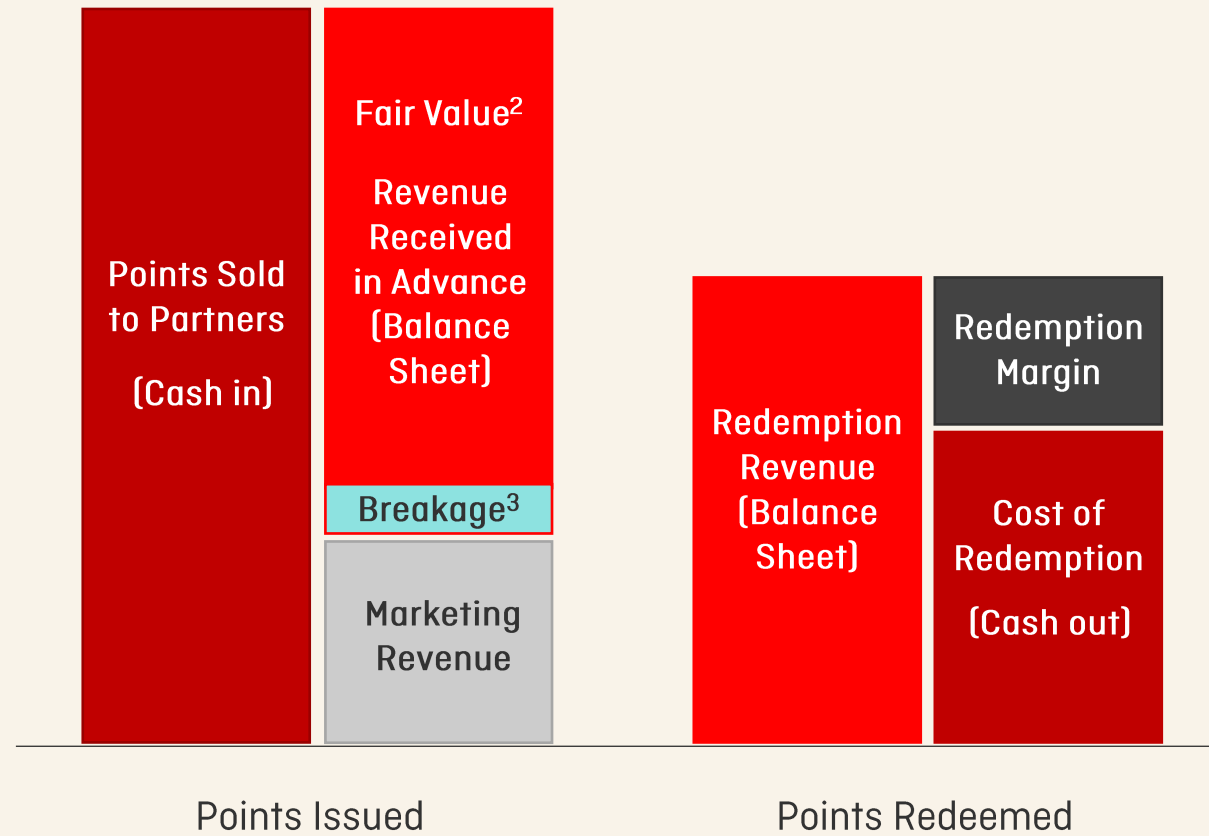 Points Sold
to Partners
(Cash in)
Fair Value²
Revenue
Received
in Advance
(Balance
Sheet)
Breakage³
Marketing
Revenue
Redemption
Revenue
(Balance
Sheet)
Redemption
Margin
Cost of
Redemption
(Cash out)
Points Issued
Points Redeemed